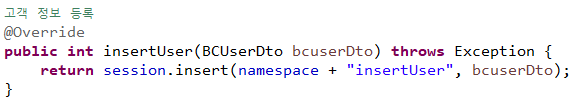 고객 정보 등록
@Override
public int insertUser(BCUserDto bcuserDto) throws Exception {
    return session.insert(namespace + "insertUser", bcuserDto);
}